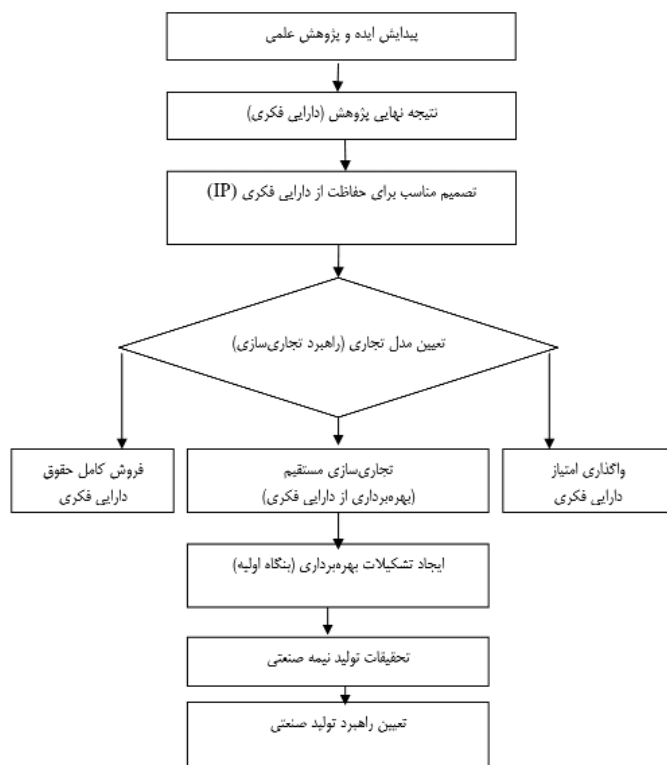 پیدایش ایده و پژوهش علمی
نتیجه نهایی پژوهش (دارایی فکری)
تصمیم مناسب برای حفاظت از دارایی فکری (IP)
تعیین مدل تجاری (راهبرد تجاری‌سازی)
واگذاری امتیاز
دارایی فکری
تجاری‌سازی مستقیم
(بهره‌برداری از دارایی فکری)
فروش کامل حقوق
دارایی فکری
ایجاد تشکیلات بهره‌برداری (بنگاه اولیه)
تحقیقات تولید نیمه صنعتی
تعیین راهبرد تولید صنعتی